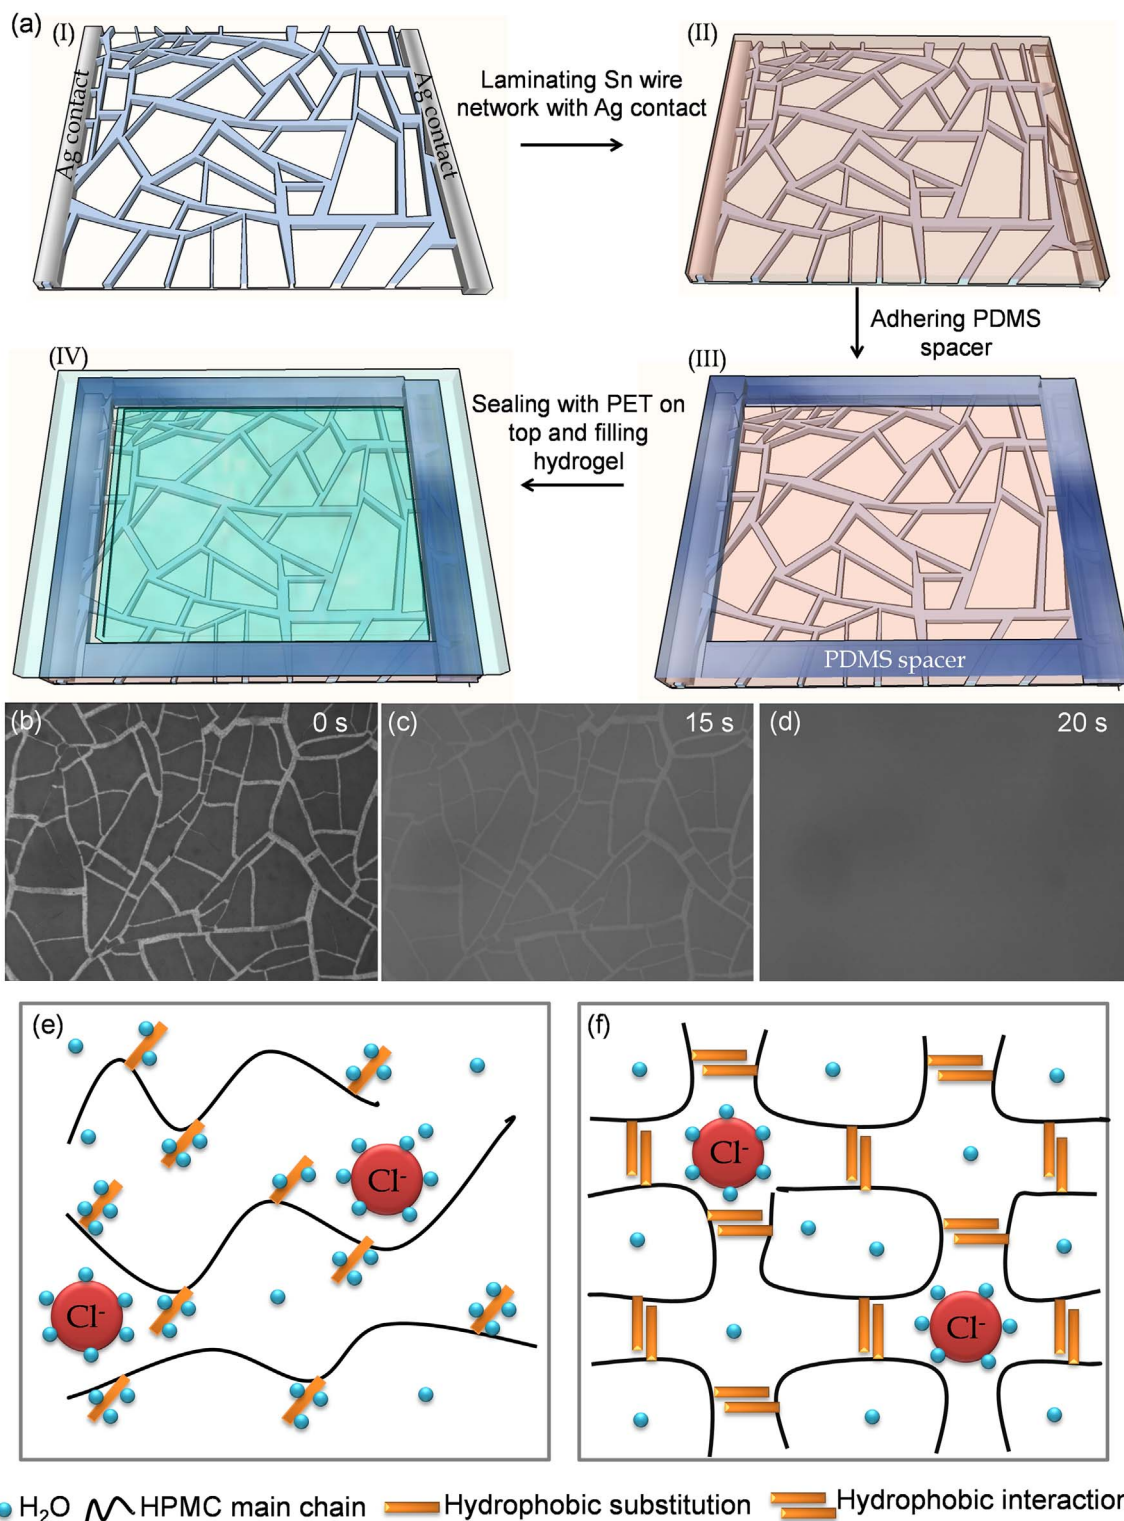 (a)
(I)
Ag contact
Ag contact
Laminating Sn wire
network with Ag contact
(II)
Adhering PDMS
spacer
(III)
PDMS spacer
Sealing with PET on
top and filling
hydrogel
(IV)
(b) 0 s
(c) 15 s
(d) 20 s
(e)
Cl⁻
Cl⁻
(f)
Cl⁻
Cl⁻
H₂O HPMC main chain Hydrophobic substitution Hydrophobic interaction